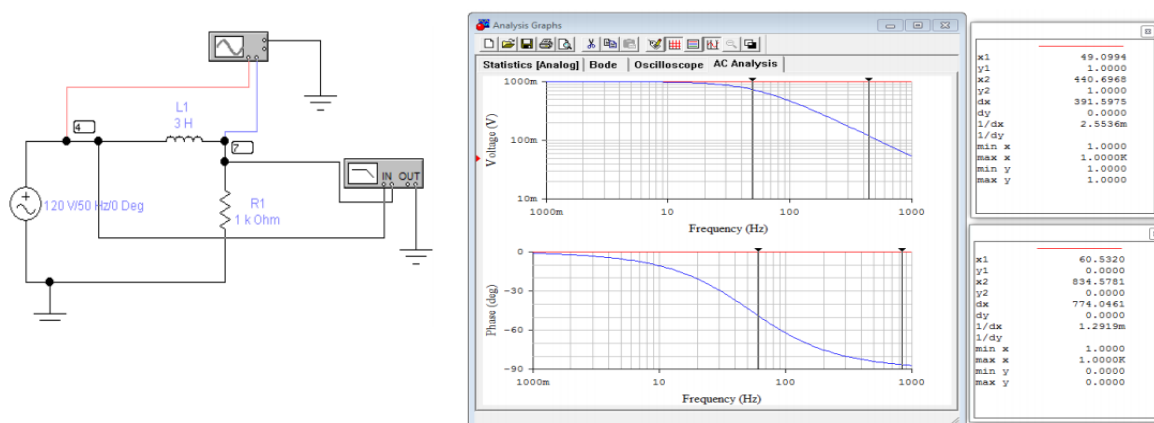 4
L1
3 H
7
IN OUT
120 V/50 Hz/0 Deg
R1
1 k Ohm
Analysis Graphs
Statistics [Analog] Bode Oscilloscope AC Analysis
1000m
100m
10m
Voltage (V)
1000m 10 100 1000
Frequency (Hz)
0
-30
-60
-90
Phase (deg)
1000m 10 100 1000
Frequency (Hz)
x1 49.0994
y1 1.0000
x2 440.6968
y2 1.0000
dx 391.5975
dy 0.0000
1/dx 2.5536m
1/dy
min x 1.0000
max x 1.0000K
min y 1.0000
max y 1.0000
x1 60.5320
y1 0.0000
x2 834.5781
y2 0.0000
dx 774.0461
dy 0.0000
1/dx 1.2919m
1/dy
min x 1.0000
max x 1.0000K
min y 0.0000
max y 0.0000